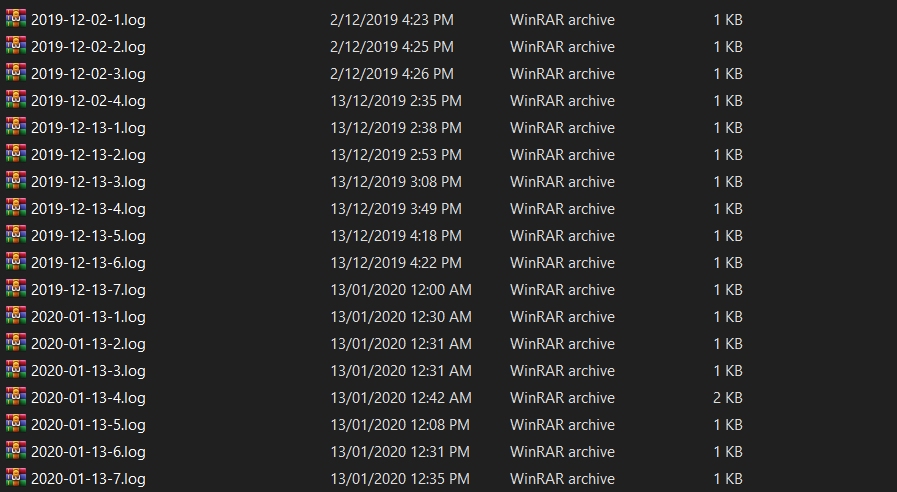 2019-12-02-1.log 2/12/2019 4:23 PM WinRAR archive 1 KB
2019-12-02-2.log 2/12/2019 4:25 PM WinRAR archive 1 KB
2019-12-02-3.log 2/12/2019 4:26 PM WinRAR archive 1 KB
2019-12-02-4.log 13/12/2019 2:35 PM WinRAR archive 1 KB
2019-12-13-1.log 13/12/2019 2:38 PM WinRAR archive 1 KB
2019-12-13-2.log 13/12/2019 2:53 PM WinRAR archive 1 KB
2019-12-13-3.log 13/12/2019 3:08 PM WinRAR archive 1 KB
2019-12-13-4.log 13/12/2019 3:49 PM WinRAR archive 1 KB
2019-12-13-5.log 13/12/2019 4:18 PM WinRAR archive 1 KB
2019-12-13-6.log 13/12/2019 4:22 PM WinRAR archive 1 KB
2019-12-13-7.log 13/01/2020 12:00 AM WinRAR archive 1 KB
2020-01-13-1.log 13/01/2020 12:30 AM WinRAR archive 1 KB
2020-01-13-2.log 13/01/2020 12:31 AM WinRAR archive 1 KB
2020-01-13-3.log 13/01/2020 12:31 AM WinRAR archive 1 KB
2020-01-13-4.log 13/01/2020 12:42 AM WinRAR archive 2 KB
2020-01-13-5.log 13/01/2020 12:08 PM WinRAR archive 1 KB
2020-01-13-6.log 13/01/2020 12:31 PM WinRAR archive 1 KB
2020-01-13-7.log 13/01/2020 12:35 PM WinRAR archive 1 KB